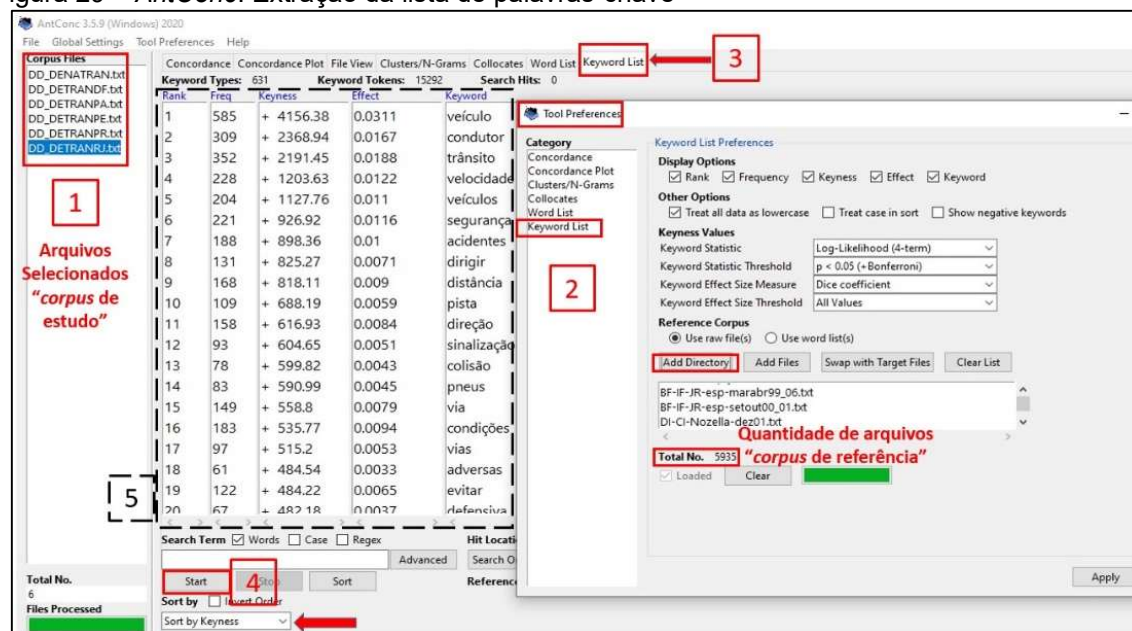 AntConc 3.5.9 (Windows) 2020
File Global Settings Tool Preferences Help
Corpus Files
DD_DENATRAN.txt
DD_DETRANDF.txt
DD_DETRANPA.txt
DD_DETRANPE.txt
DD_DETRANPR.txt
DD_DETRANRJ.txt
1
Arquivos
Selecionados
"corpus de
estudo"
Total No.
6
Files Processed
Concordance Concordance Plot File View Clusters/N-Grams Collocates Word List Keyword List
3
Keyword Types: 631 Keyword Tokens: 15292 Search Hits: 0
Rank Freq Keyness Effect Keyword
1 585 + 4156.38 0.0311 veículo
2 309 + 2368.94 0.0167 condutor
3 352 + 2191.45 0.0188 trânsito
4 228 + 1203.63 0.0122 velocidade
5 204 + 1127.76 0.011 veículos
6 221 + 926.92 0.0116 segurança
7 188 + 898.36 0.01 acidentes
8 131 + 825.27 0.0071 dirigir
9 168 + 818.11 0.009 distância
10 109 + 688.19 0.0059 pista
11 158 + 616.93 0.0084 direção
12 93 + 604.65 0.0051 sinalização
13 78 + 599.82 0.0043 colisão
14 83 + 590.99 0.0045 pneus
15 149 + 558.8 0.0079 via
16 183 + 535.77 0.0094 condições
17 97 + 515.2 0.0053 vias
18 61 + 484.54 0.0033 adversas
19 122 + 484.22 0.0065 evitar
20 67 + 482.18 0.0037 defensiva
5
Search Term Words Case Regex
Advanced
Start Stop Sort
4
Sort by Invert Order
Sort by Keyness
Tool Preferences
Category
Concordance
Concordance Plot
Clusters/N-Grams
Collocates
Word List
Keyword List
2
Keyword List Preferences
Display Options
Rank Frequency Keyness Effect Keyword
Other Options
Treat all data as lowercase Treat case in sort Show negative keywords
Keyness Values
Keyword Statistic Log-Likelihood (4-term)
Keyword Statistic Threshold p < 0.05 (+Bonferroni)
Keyword Effect Size Measure Dice coefficient
Keyword Effect Size Threshold All Values
Reference Corpus
Use raw file(s) Use word list(s)
Add Directory Add Files Swap with Target Files Clear List
BF-IF-JR-esp-marabr99_06.txt
BF-IF-JR-esp-setout00_01.txt
DI-CI-Nozella-dez01.txt
Quantidade de arquivos
"corpus de referência"
Total No. 5935
Loaded Clear
Apply